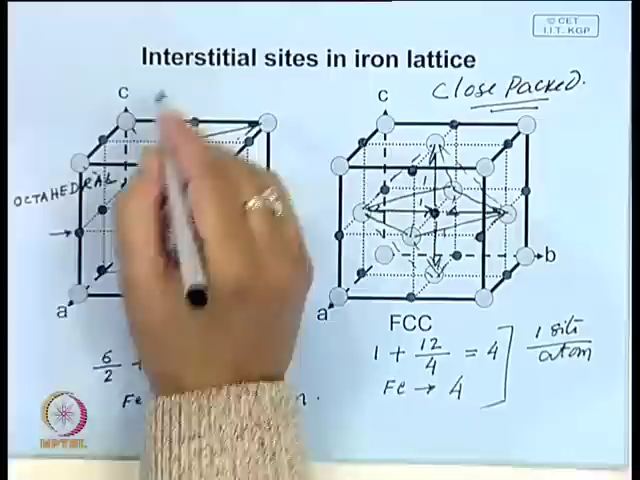 © CET
I.I.T. KGP
Interstitial sites in iron lattice
Close Packed.
c
c
OCTAHEDRAL
b
a
a
FCC
6/2 +
1 + 12/4 = 4
1 site/atom
Fe
Fe → 4
NPTEL